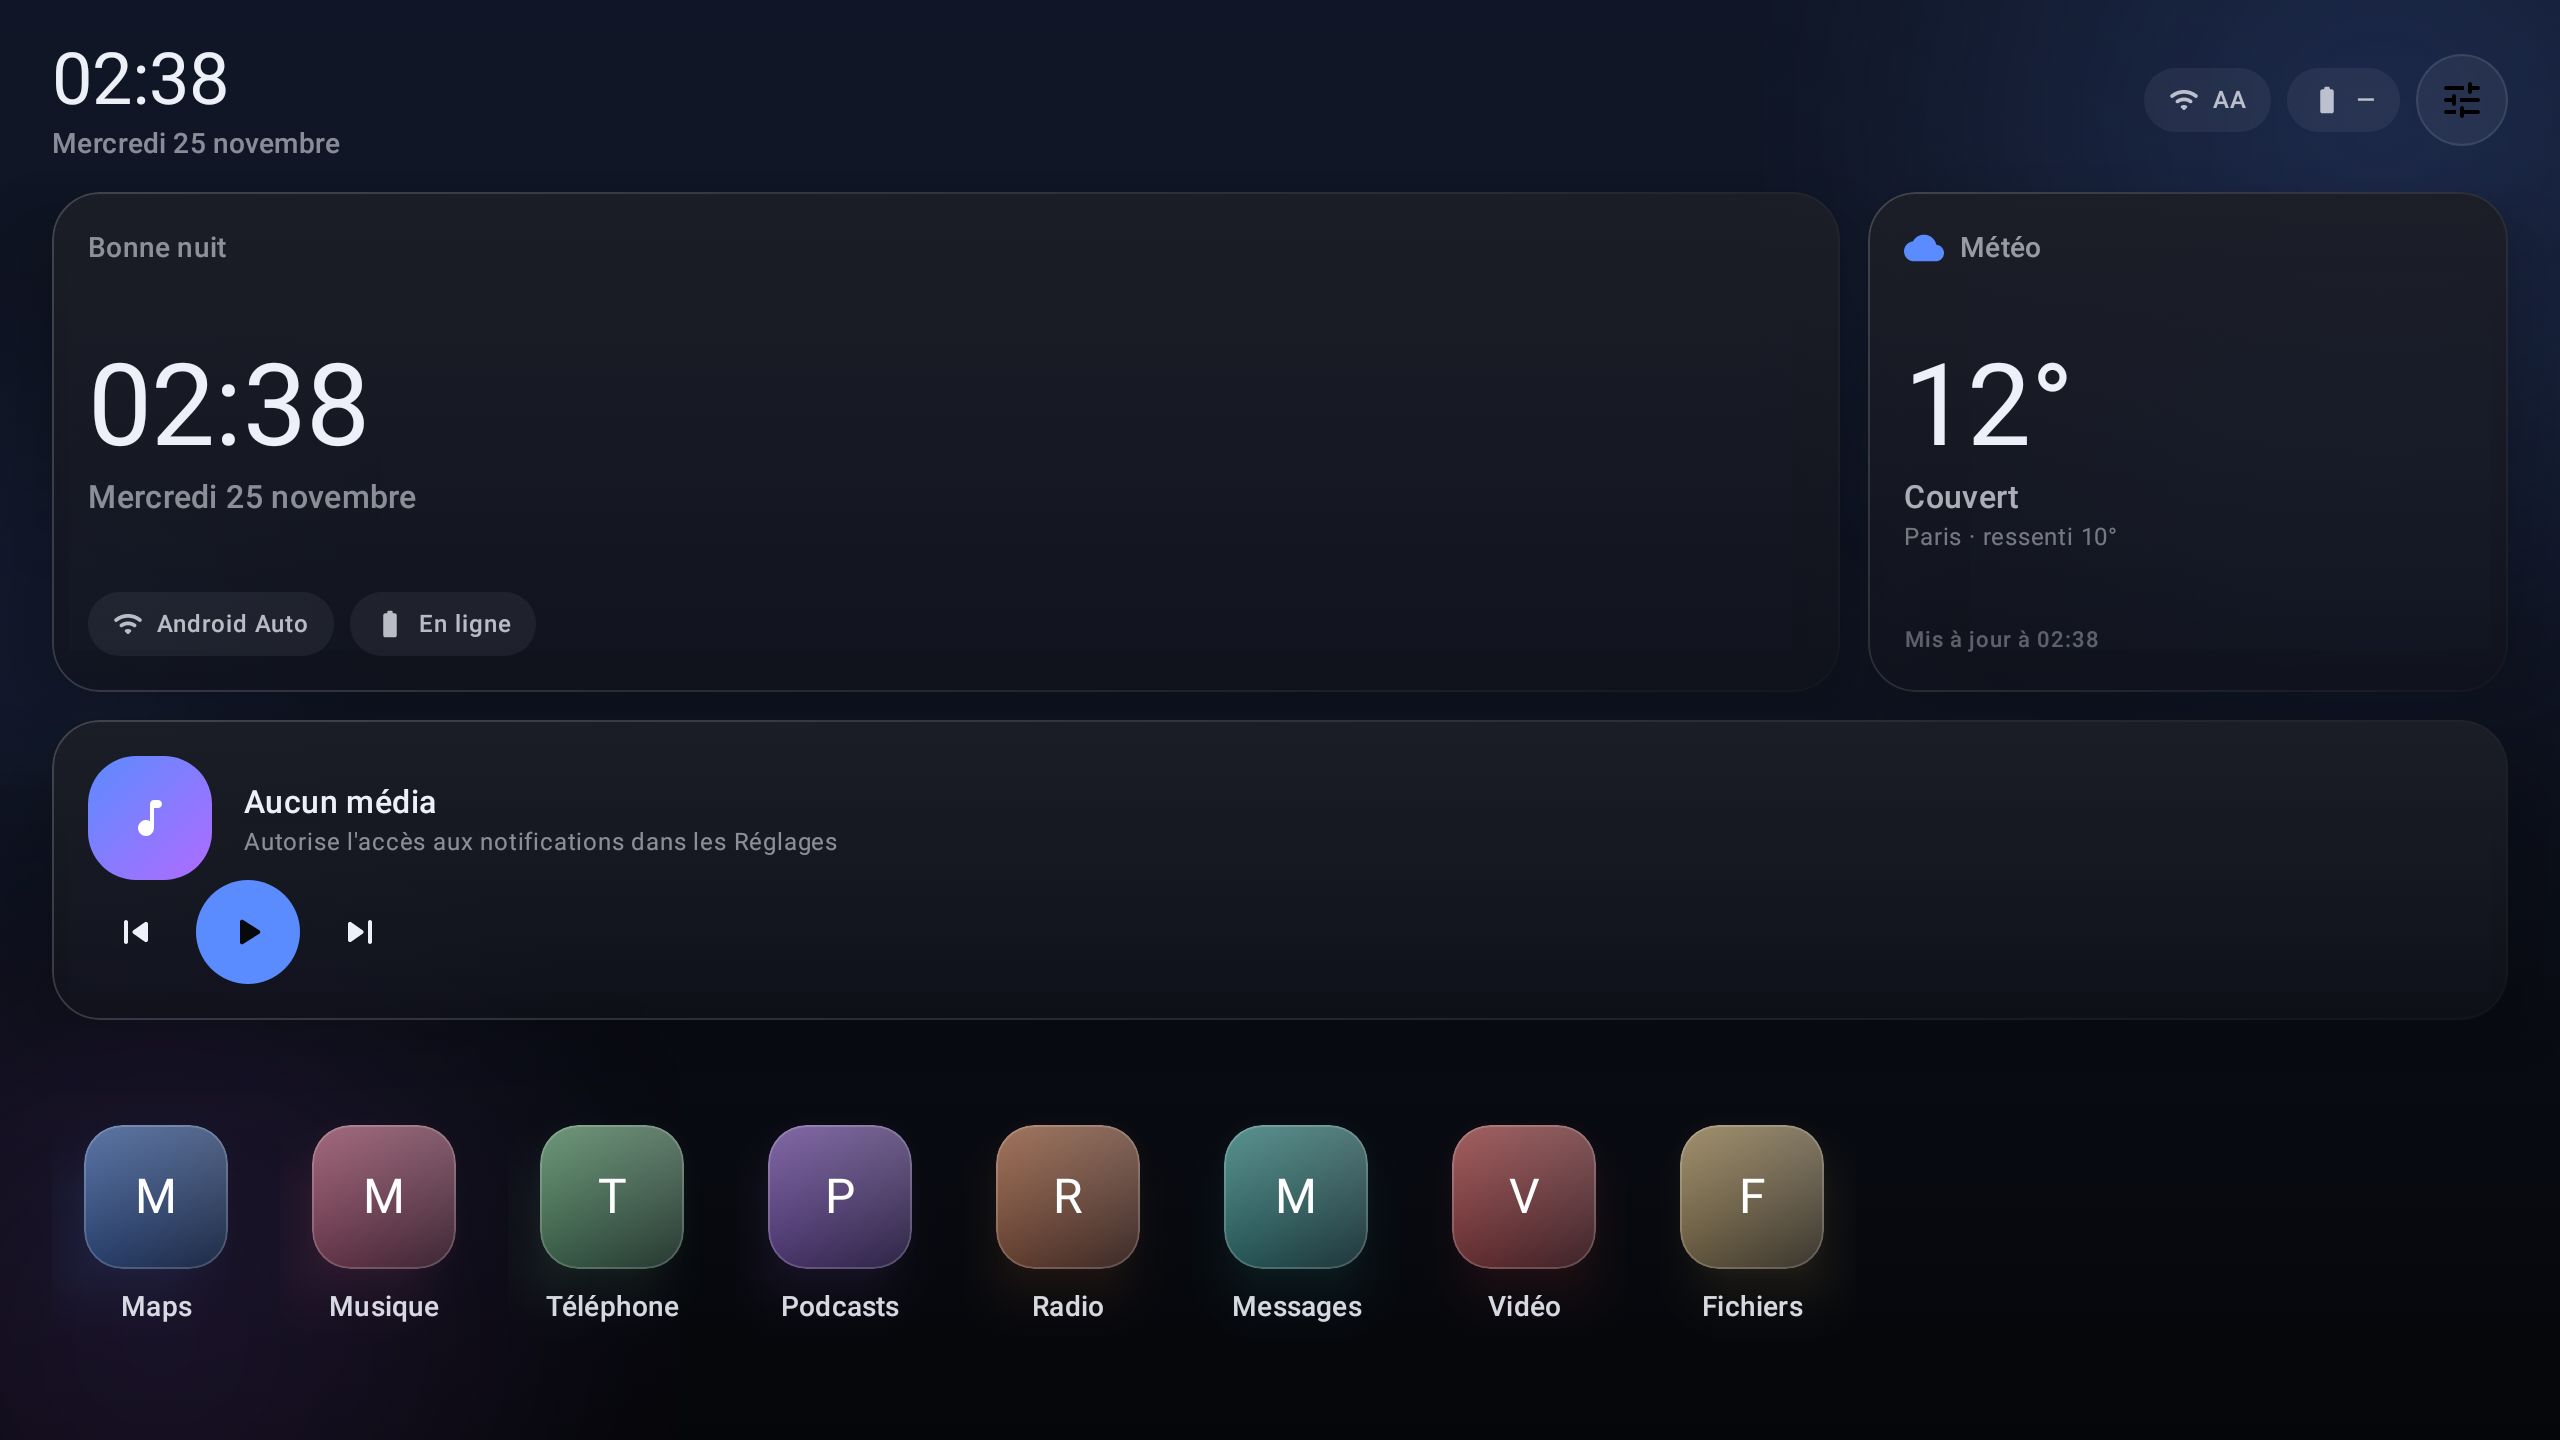 02:38
Mercredi 25 novembre
AA
–
Bonne nuit
02:38
Mercredi 25 novembre
Android Auto
En ligne
Météo
12°
Couvert
Paris · ressenti 10°
Mis à jour à 02:38
Aucun média
Autorise l'accès aux notifications dans les Réglages
M
M
T
P
R
M
V
F
Maps
Musique
Téléphone
Podcasts
Radio
Messages
Vidéo
Fichiers